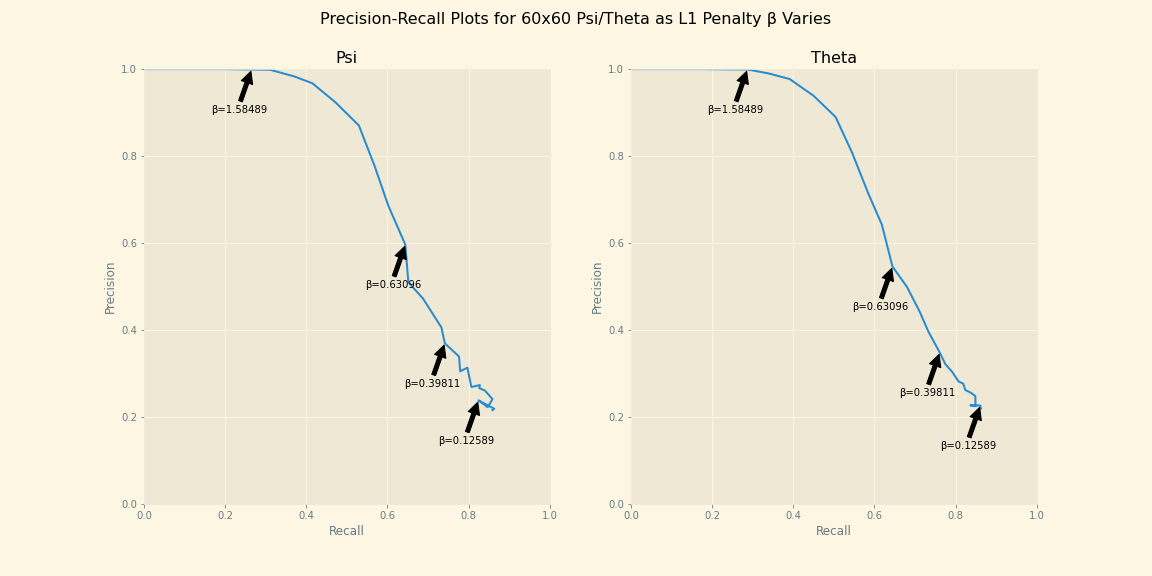 Precision-Recall Plots for 60x60 Psi/Theta as L1 Penalty β Varies
Psi
1.0
0.8
0.6
0.4
0.2
0.0
Precision
β=1.58489
β=0.63096
β=0.39811
β=0.12589
0.0 0.2 0.4 0.6 0.8 1.0
Recall
Theta
1.0
0.8
0.6
0.4
0.2
0.0
Precision
β=1.58489
β=0.63096
β=0.39811
β=0.12589
0.0 0.2 0.4 0.6 0.8 1.0
Recall